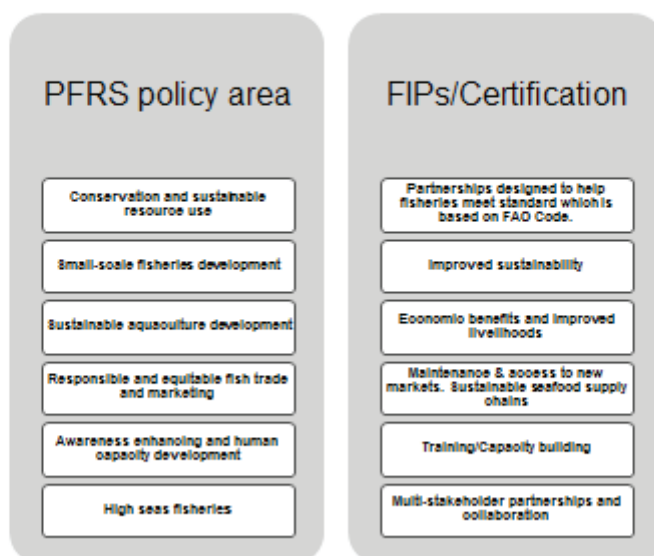 PFRS policy area
Conservation and sustainable
resource use
Small-scale fisheries development
Sustainable aquaculture development
Responsible and equitable fish trade
and marketing
Awareness enhancing and human
capacity development
High seas fisheries
FIPs/Certification
Partnerships designed to help
fisheries meet standard which is
based on FAO Code.
Improved sustainability
Economic benefits and improved
livelihoods
Maintenance & access to new
markets. Sustainable seafood supply
chains
Training/Capacity building
Multi-stakeholder partnerships and
collaboration